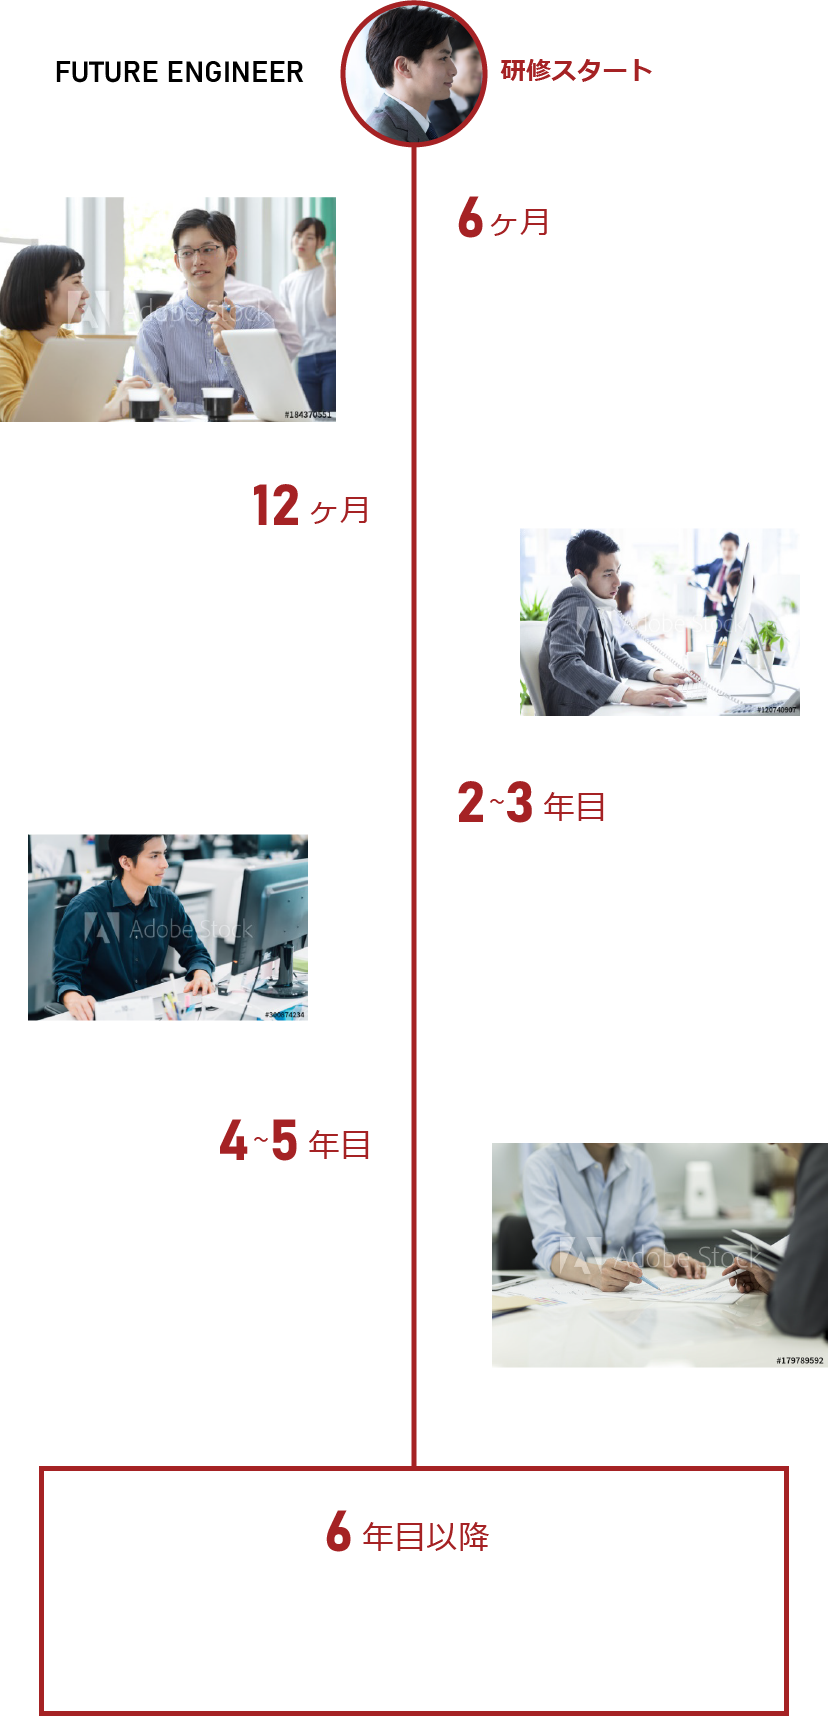 FUTURE ENGINEER
研修スタート
6ヶ月
Adobe Stock
#184370551
12ヶ月
Adobe Stock
#120740907
2~3年目
Adobe Stock
#300874234
4~5年目
Adobe Stock
#179789592
6年目以降